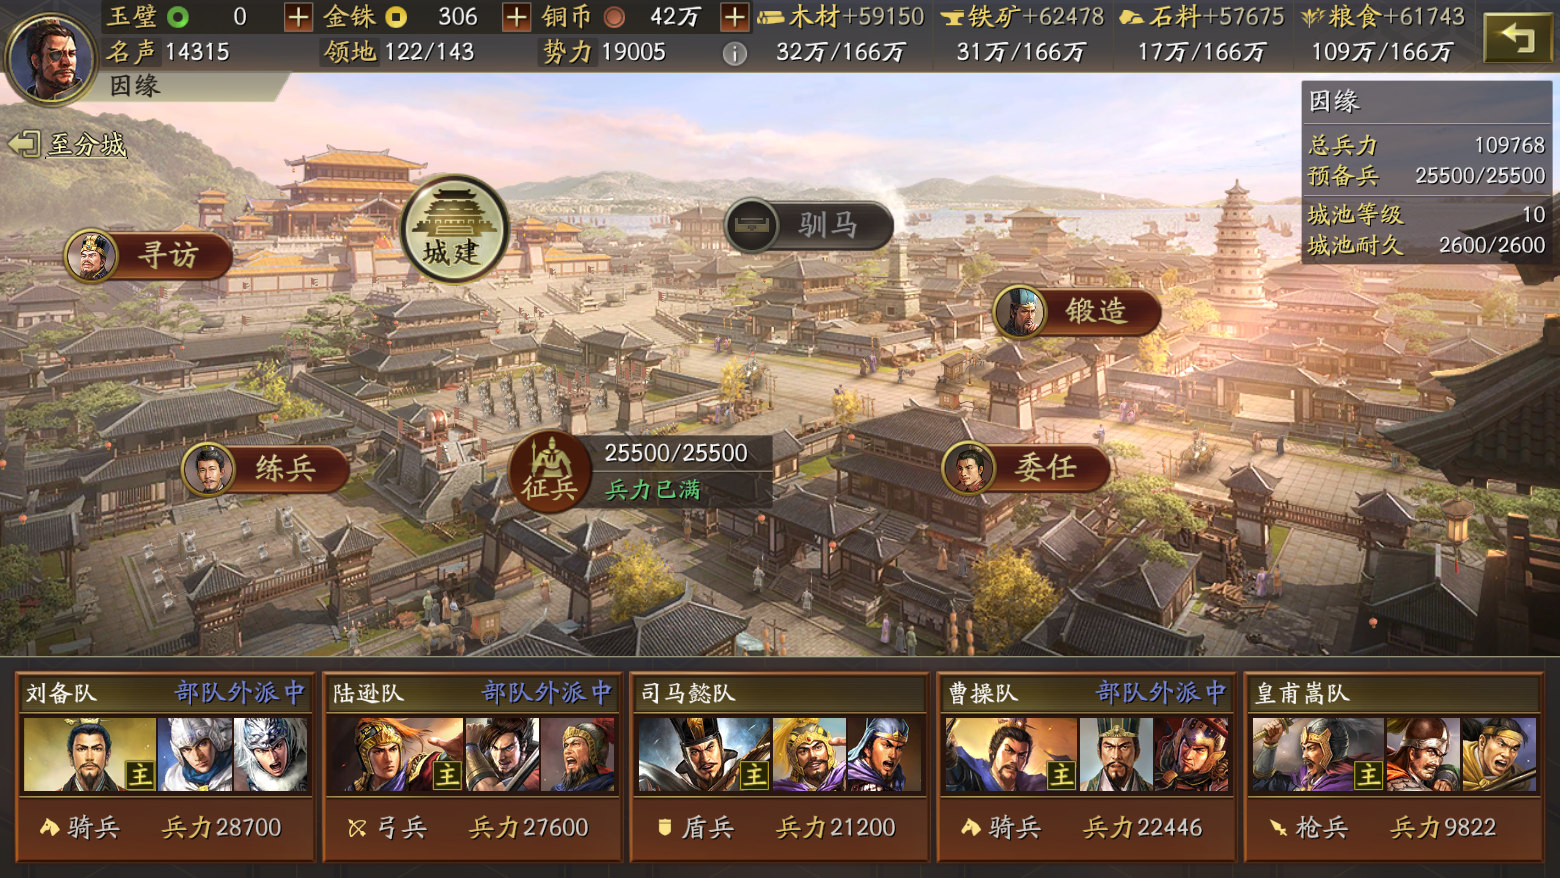 玉璧 0 金铢 306 铜币 42万 木材+59150 铁矿+62478 石料+57675 粮食+61743
名声 14315 领地 122/143 势力 19005 32万/166万 31万/166万 17万/166万 109万/166万
因缘
至分城
因缘
总兵力 109768
预备兵 25500/25500
城池等级 10
城池耐久 2600/2600
寻访
城建
驯马
锻造
练兵
征兵
25500/25500
兵力已满
委任
刘备队 部队外派中
主
骑兵 兵力28700
陆逊队 部队外派中
主
弓兵 兵力27600
司马懿队
主
盾兵 兵力21200
曹操队 部队外派中
主
骑兵 兵力22446
皇甫嵩队
主
枪兵 兵力9822